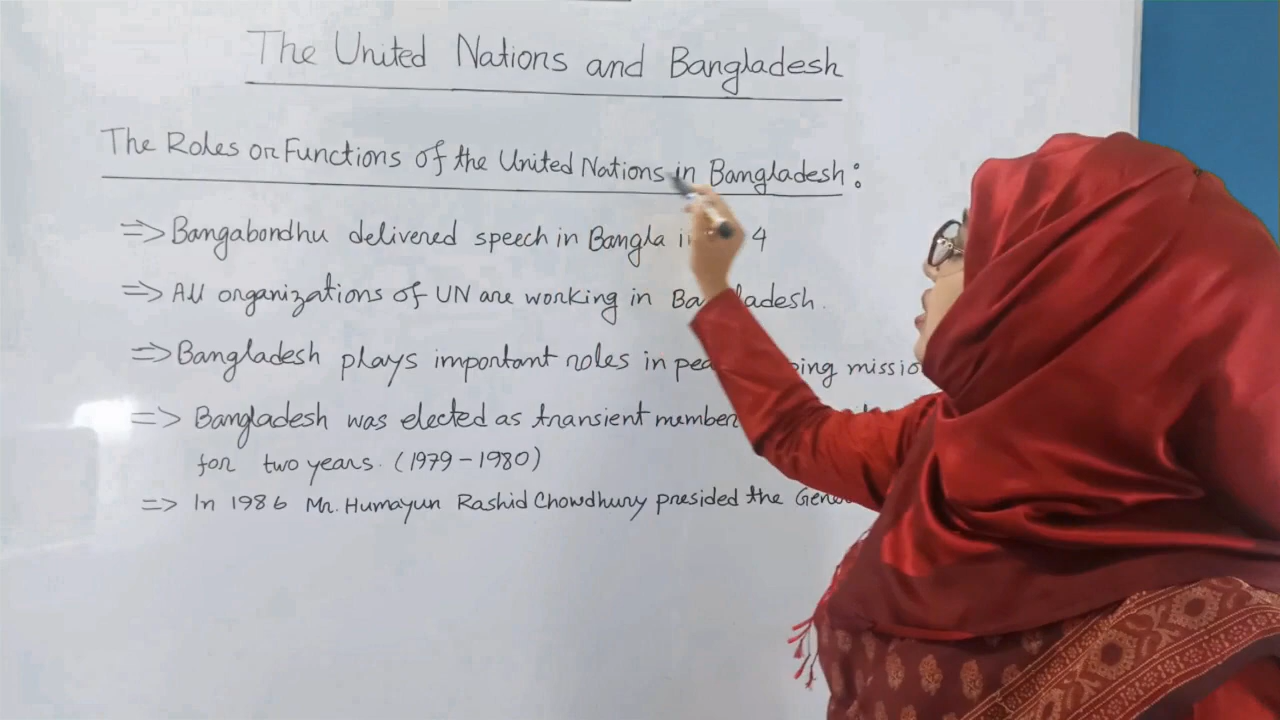 The United Nations and Bangladesh
The Roles or Functions of the United Nations in Bangladesh:
=> Bangabondhu delivered speech in Bangla 4
=> All organizations of UN are working in
=> Bangladesh plays important roles in
=> Bangladesh was elected as transient member
for two years. (1979-1980)
=> In 1986 Mr. Humayun Rashid Chowdhury presided the